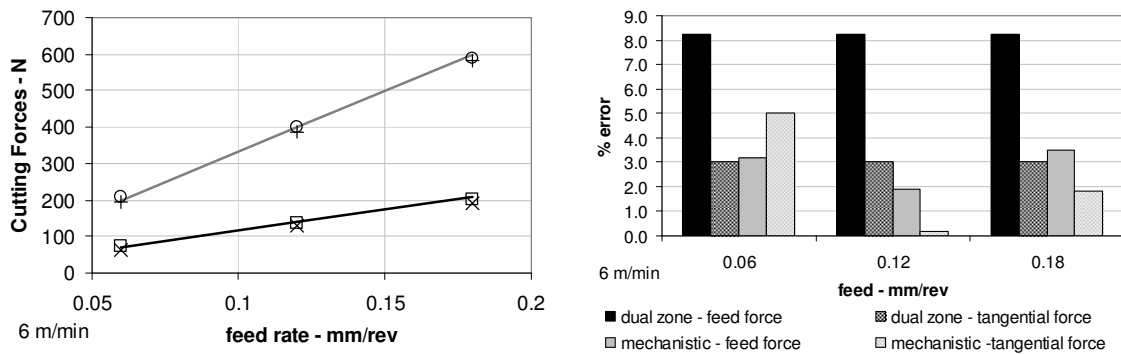 700
600
500
400
300
200
100
0
Cutting Forces - N
0.05
0.1
0.15
0.2
6 m/min
feed rate - mm/rev
9.0
8.0
7.0
6.0
5.0
4.0
3.0
2.0
1.0
0.0
% error
0.06
0.12
0.18
6 m/min
feed - mm/rev
dual zone - feed force
dual zone - tangential force
mechanistic - feed force
mechanistic -tangential force